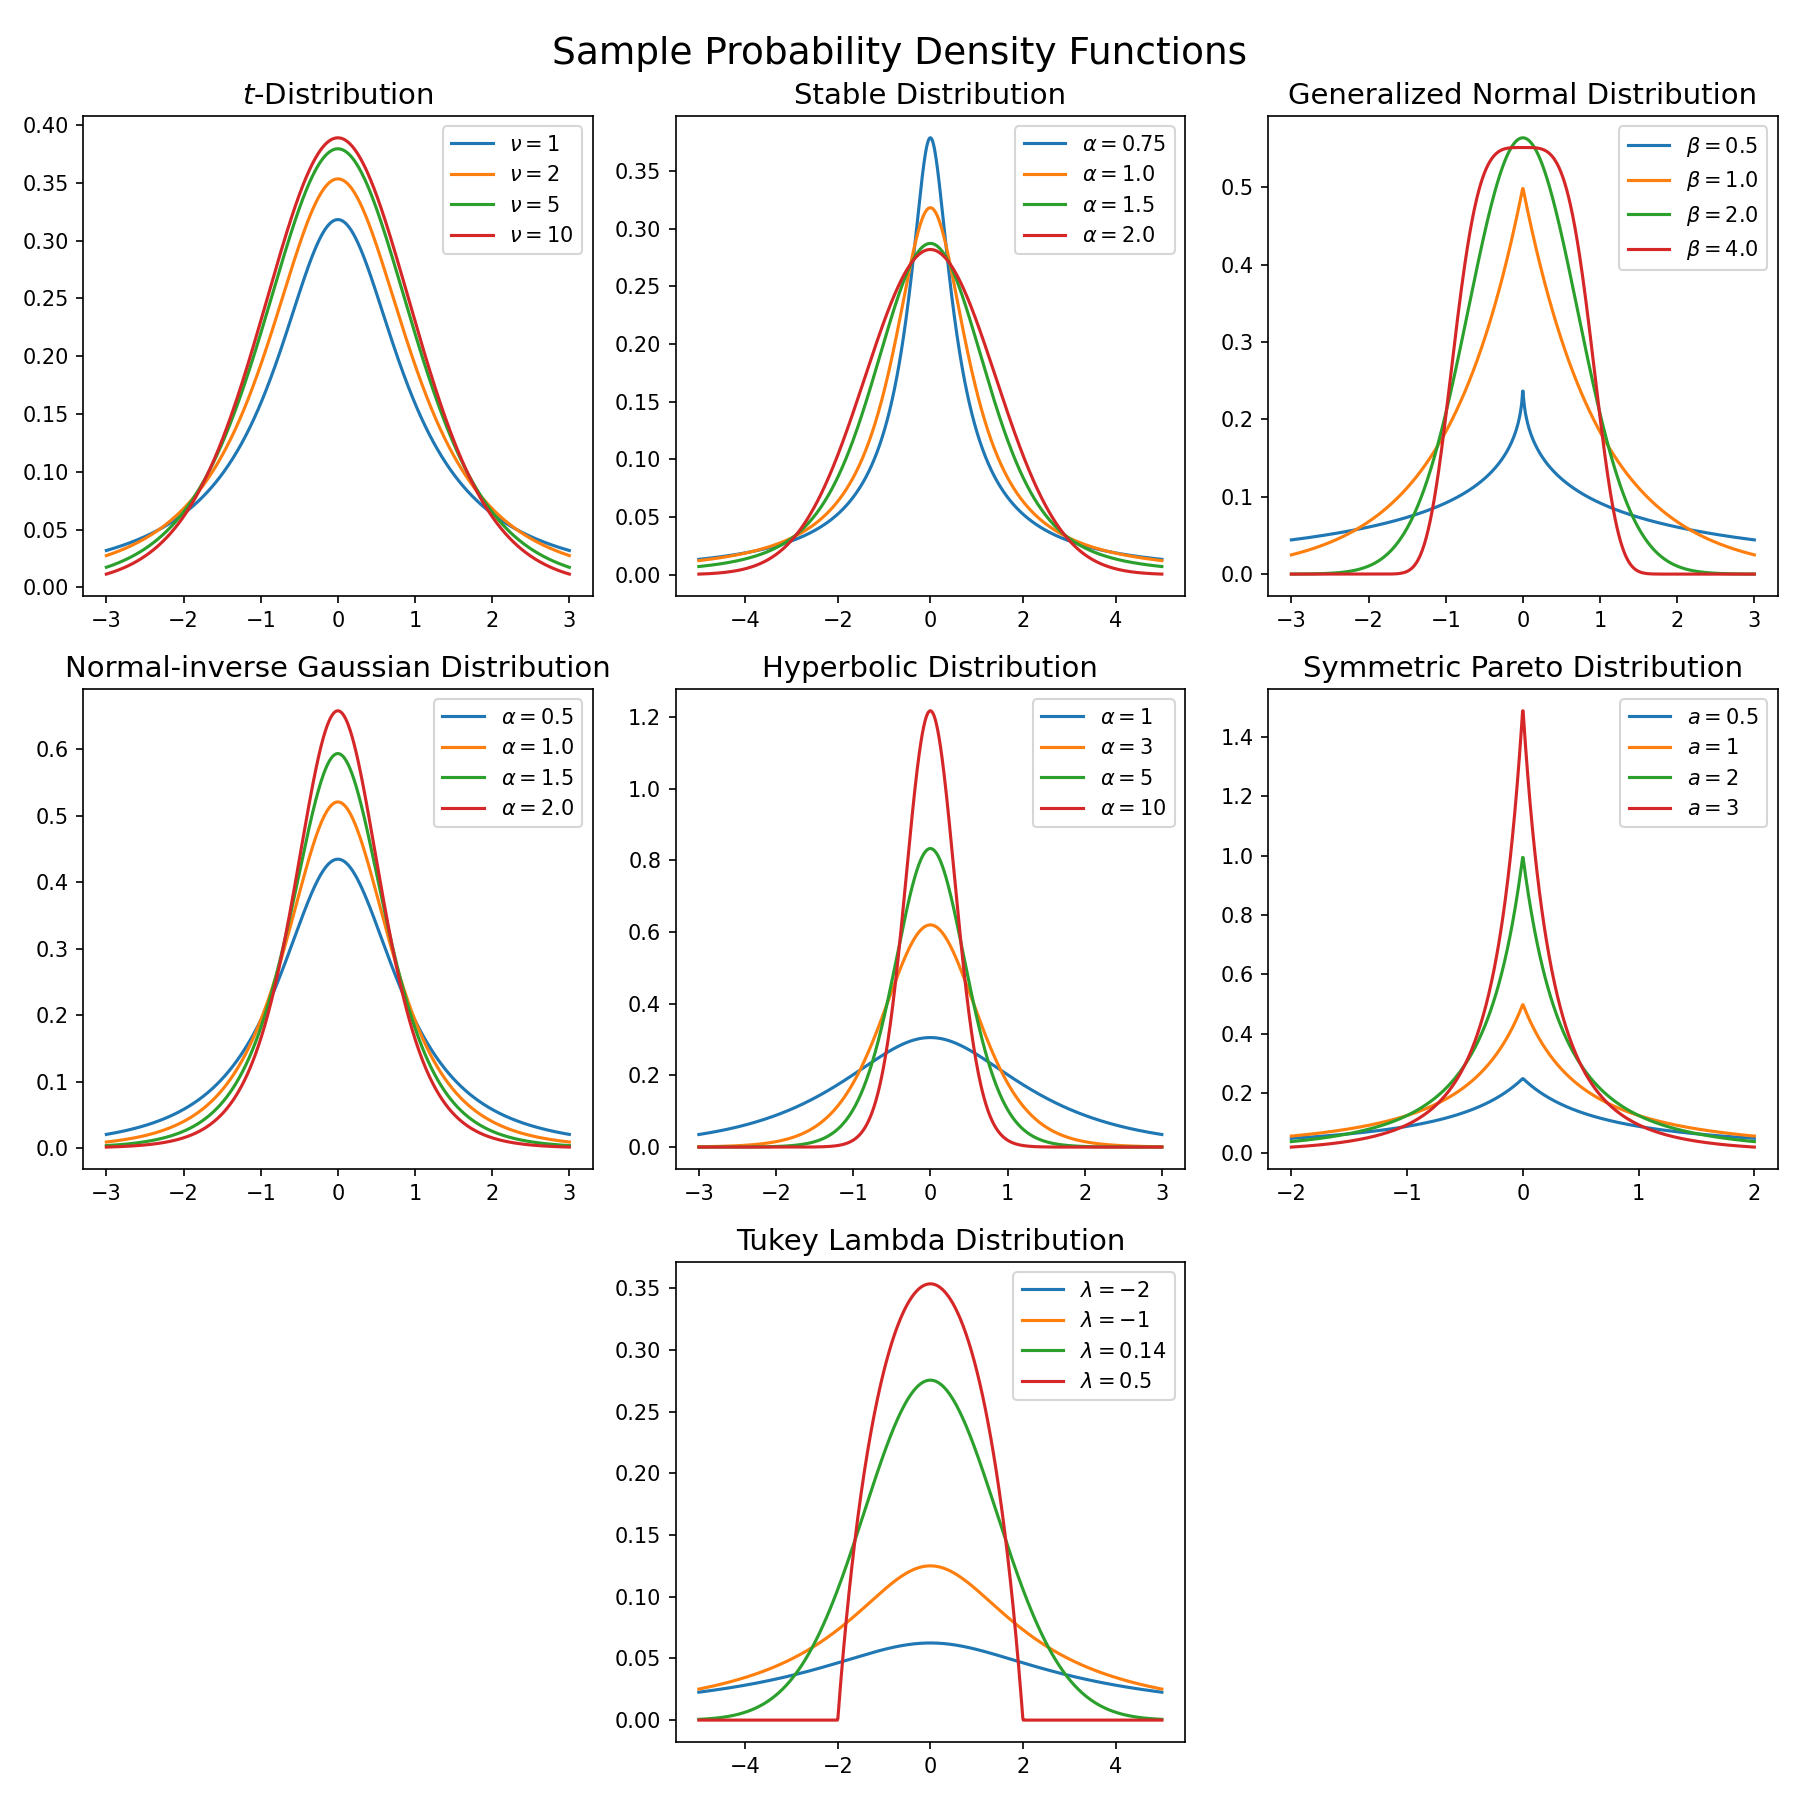 Sample Probability Density Functions
t-Distribution
0.40
0.35
0.30
0.25
0.20
0.15
0.10
0.05
0.00
−3 −2 −1 0 1 2 3
ν = 1
ν = 2
ν = 5
ν = 10
Stable Distribution
0.35
0.30
0.25
0.20
0.15
0.10
0.05
0.00
−4 −2 0 2 4
α = 0.75
α = 1.0
α = 1.5
α = 2.0
Generalized Normal Distribution
0.5
0.4
0.3
0.2
0.1
0.0
−3 −2 −1 0 1 2 3
β = 0.5
β = 1.0
β = 2.0
β = 4.0
Normal-inverse Gaussian Distribution
0.6
0.5
0.4
0.3
0.2
0.1
0.0
−3 −2 −1 0 1 2 3
α = 0.5
α = 1.0
α = 1.5
α = 2.0
Hyperbolic Distribution
1.2
1.0
0.8
0.6
0.4
0.2
0.0
−3 −2 −1 0 1 2 3
α = 1
α = 3
α = 5
α = 10
Symmetric Pareto Distribution
1.4
1.2
1.0
0.8
0.6
0.4
0.2
0.0
−2 −1 0 1 2
a = 0.5
a = 1
a = 2
a = 3
Tukey Lambda Distribution
0.35
0.30
0.25
0.20
0.15
0.10
0.05
0.00
−4 −2 0 2 4
λ = −2
λ = −1
λ = 0.14
λ = 0.5